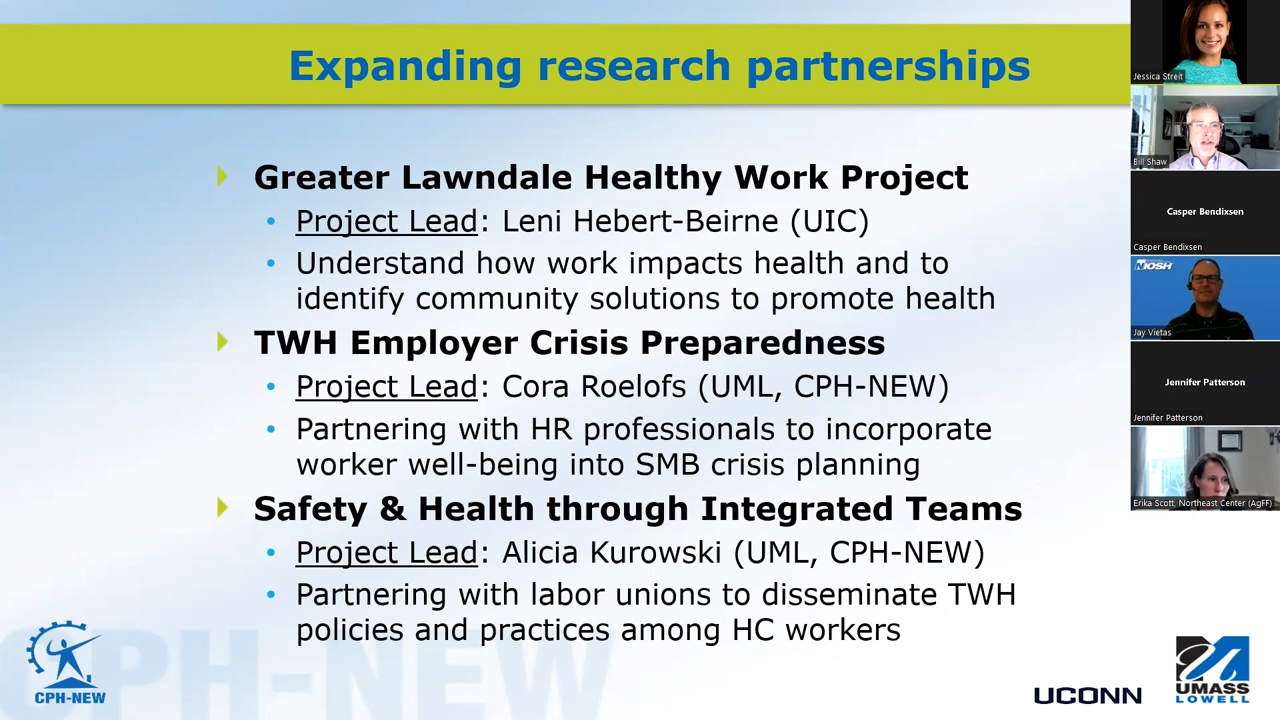 Expanding research partnerships
Greater Lawndale Healthy Work Project
Project Lead: Leni Hebert-Beirne (UIC)
Understand how work impacts health and to
identify community solutions to promote health
TWH Employer Crisis Preparedness
Project Lead: Cora Roelofs (UML, CPH-NEW)
Partnering with HR professionals to incorporate
worker well-being into SMB crisis planning
Safety & Health through Integrated Teams
Project Lead: Alicia Kurowski (UML, CPH-NEW)
Partnering with labor unions to disseminate TWH
policies and practices among HC workers
CPH-NEW
CPH-NEW
UCONN
UMASS
LOWELL
Jessica Streit
Bill Shaw
Casper Bendixsen
Casper Bendixsen
NIOSH
Jay Vietas
Jennifer Patterson
Jennifer Patterson
Erika Scott, Northeast Center (AgFF)